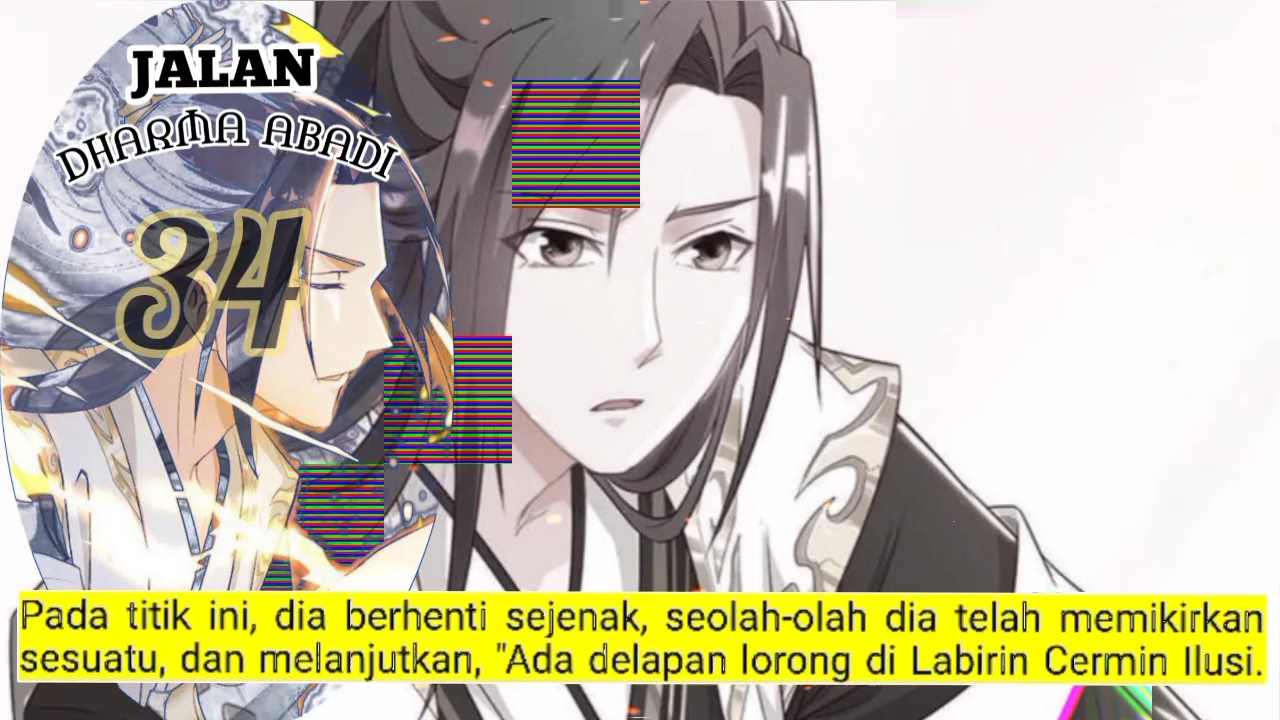 JALAN
DHARMA ABADI
34
Pada titik ini, dia berhenti sejenak, seolah-olah dia telah memikirkan
sesuatu, dan melanjutkan, "Ada delapan lorong di Labirin Cermin Ilusi.